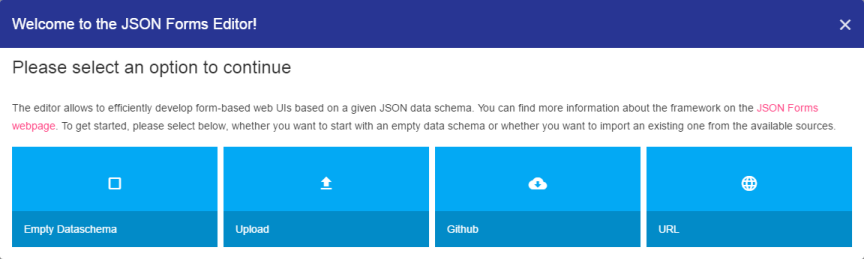 Welcome to the JSON Forms Editor!
Please select an option to continue
The editor allows to efficiently develop form-based web UIs based on a given JSON data schema. You can find more information about the framework on the JSON Forms
webpage. To get started, please select below, whether you want to start with an empty data schema or whether you want to import an existing one from the available sources.
Empty Dataschema
Upload
Github
URL